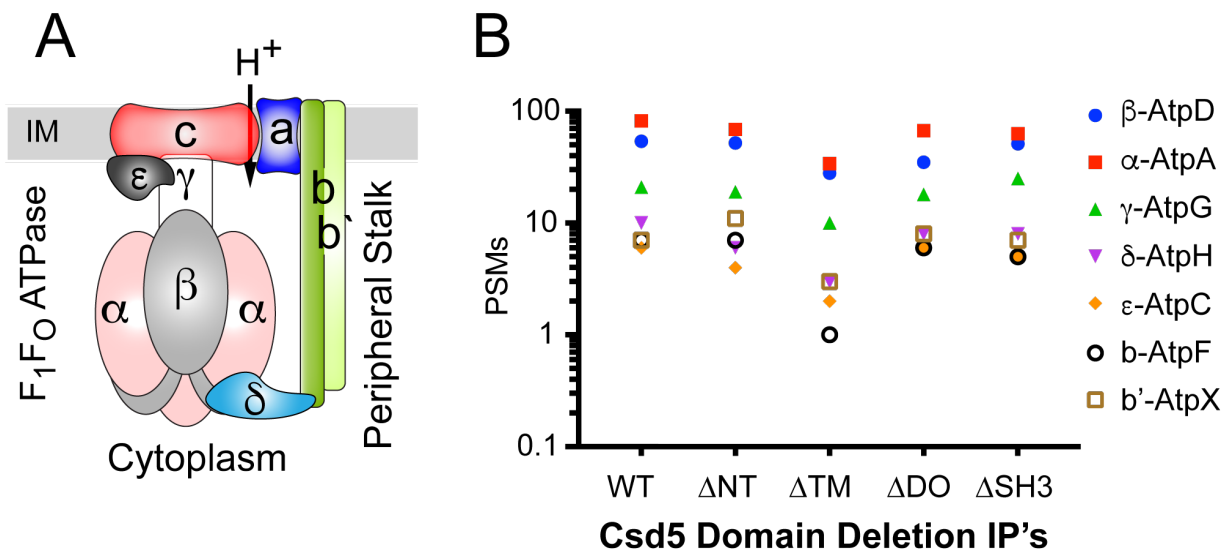 A
H+
IM
c
a
ε
γ
b
b`
β
α
α
δ
F1FO ATPase
Peripheral Stalk
Cytoplasm
B
100
10
1
0.1
PSMs
WT
ΔNT
ΔTM
ΔDO
ΔSH3
Csd5 Domain Deletion IP's
β-AtpD
α-AtpA
γ-AtpG
δ-AtpH
ε-AtpC
b-AtpF
b'-AtpX